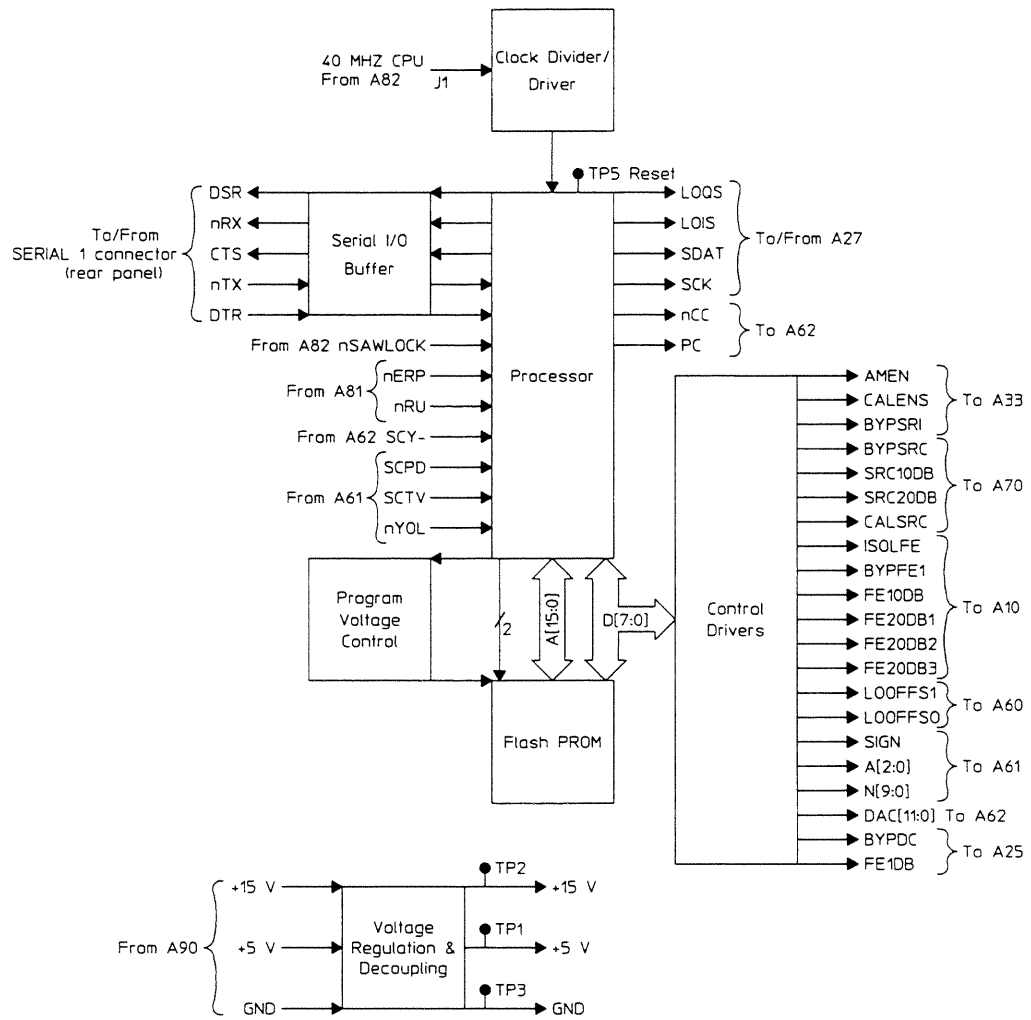 40 MHZ CPU
From A82
J1
Clock Divider/
Driver
TP5 Reset
DSR
nRX
CTS
nTX
DTR
To/From
SERIAL 1 connector
(rear panel)
Serial I/O
Buffer
From A82 nSAWLOCK
nERP
From A81
nRU
From A62 SCY-
SCPD
From A61 SCTV
nYOL
Processor
LOQS
LOIS
SDAT
SCK
To/From A27
nCC
PC
To A62
Program
Voltage
Control
2
A[15:0]
D[7:0]
Flash PROM
Control
Drivers
AMEN
CALENS
BYPSRI
To A33
BYPSRC
SRC10DB
SRC20DB
CALSRC
To A70
ISOLFE
BYPFE1
FE10DB
FE20DB1
FE20DB2
FE20DB3
To A10
LOOFFS1
LOOFFS0
To A60
SIGN
A[2:0]
N[9:0]
To A61
DAC[11:0] To A62
BYPDC
FE1DB
To A25
From A90
+15 V
+5 V
GND
Voltage
Regulation &
Decoupling
TP2
+15 V
TP1
+5 V
TP3
GND